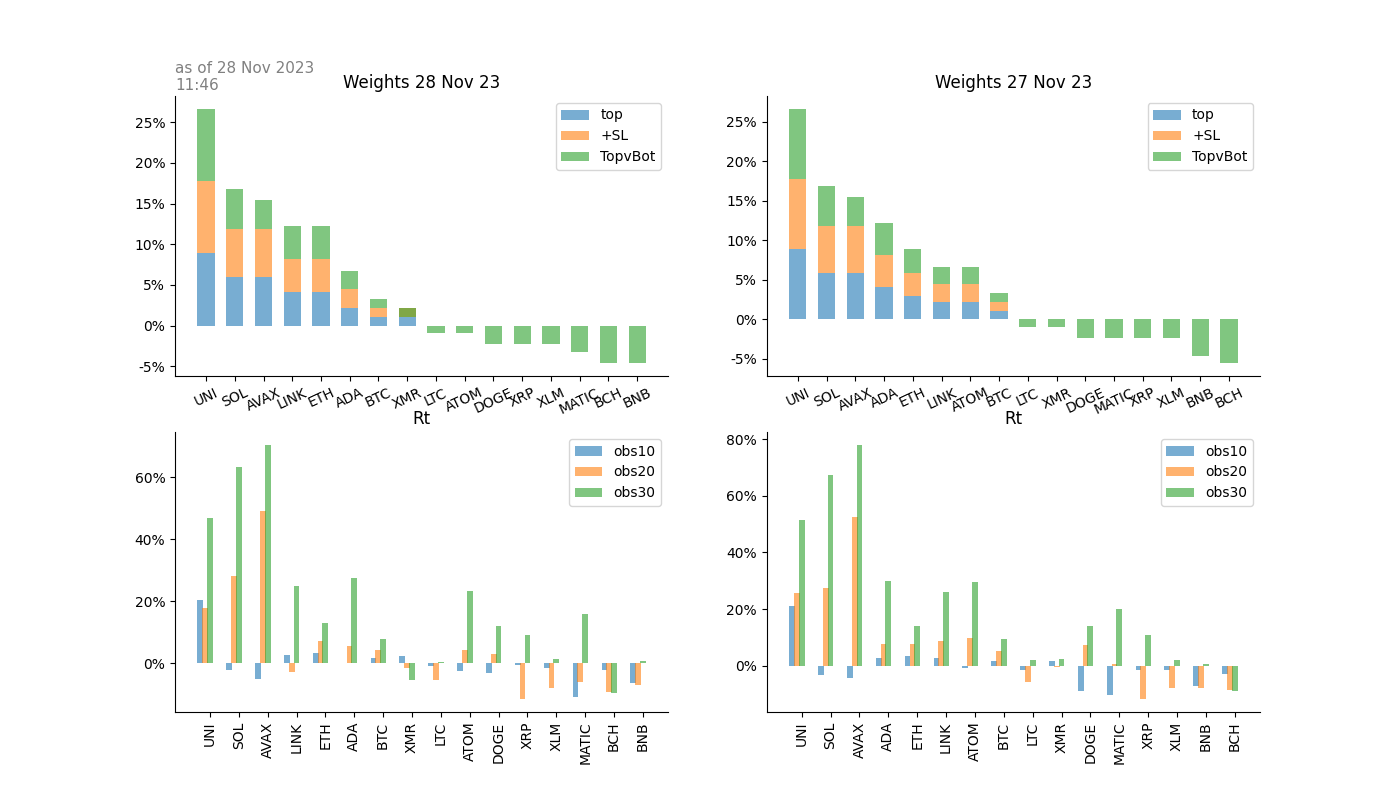 as of 28 Nov 2023
11:46
Weights 28 Nov 23
25%
20%
15%
10%
5%
0%
-5%
top
+SL
TopvBot
UNI SOL AVAX LINK ETH ADA BTC XMR LTC ATOM DOGE XRP XLM MATIC BCH BNB
Weights 27 Nov 23
25%
20%
15%
10%
5%
0%
-5%
top
+SL
TopvBot
UNI SOL AVAX ADA ETH LINK ATOM BTC LTC XMR DOGE MATIC XRP XLM BNB BCH
Rt
60%
40%
20%
0%
obs10
obs20
obs30
UNI SOL AVAX LINK ETH ADA BTC XMR LTC ATOM DOGE XRP XLM MATIC BCH BNB
Rt
80%
60%
40%
20%
0%
obs10
obs20
obs30
UNI SOL AVAX ADA ETH LINK ATOM BTC LTC XMR DOGE MATIC XRP XLM BNB BCH